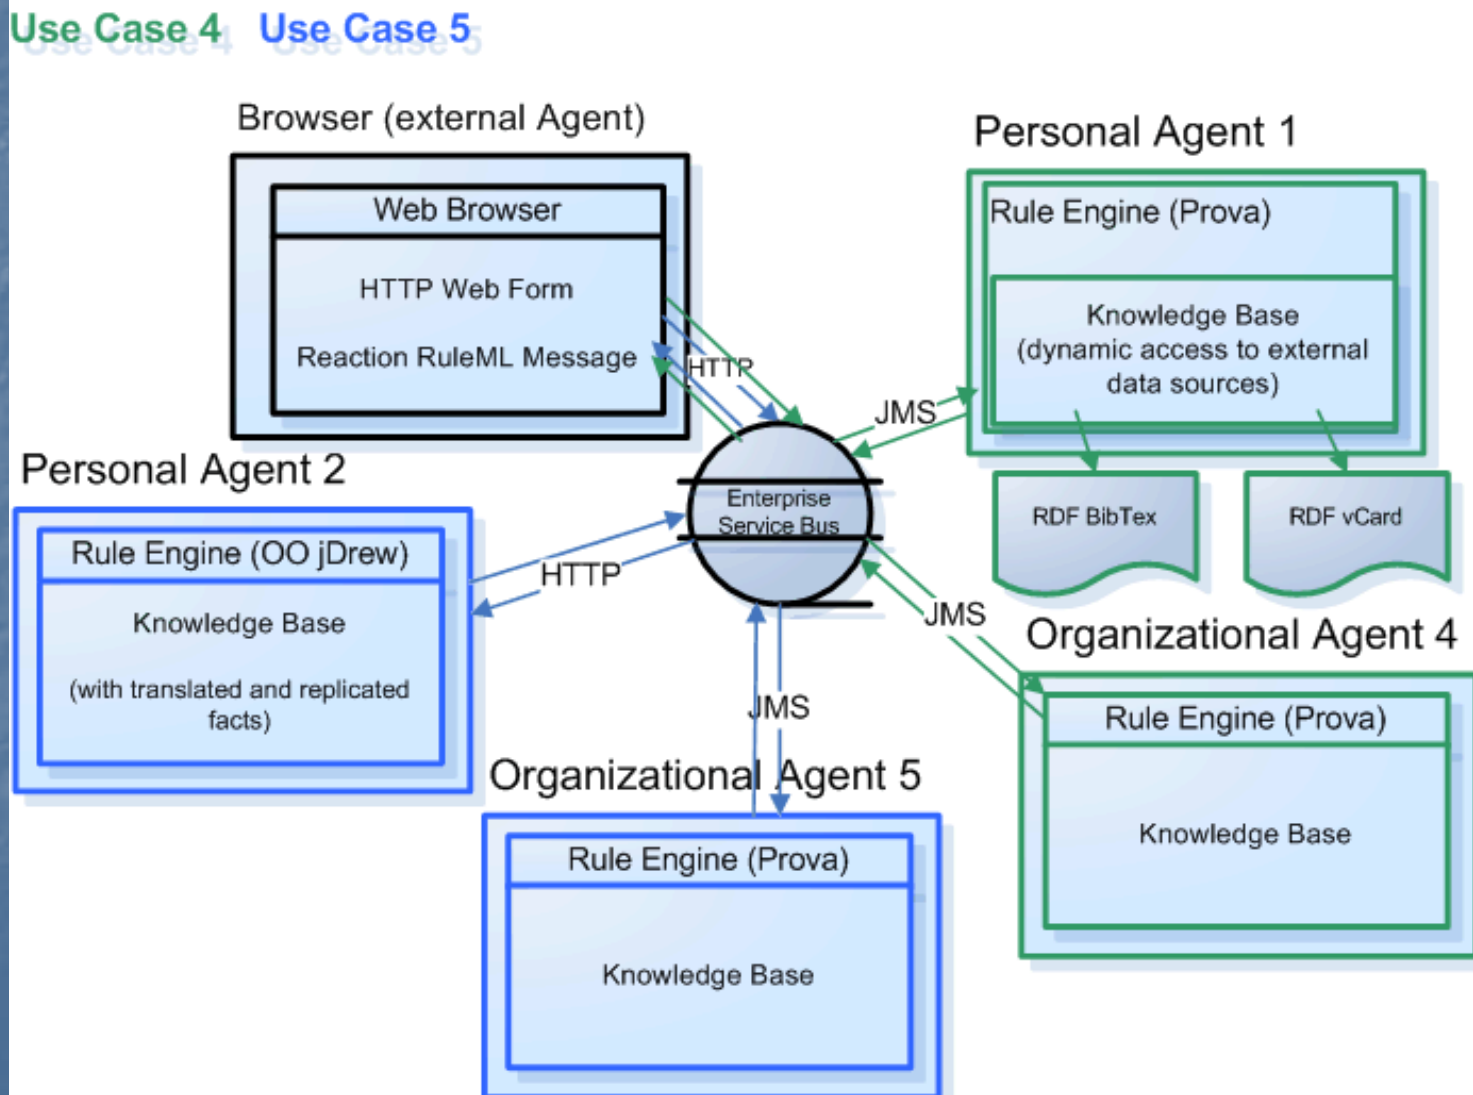 Use Case 4 Use Case 5
Browser (external Agent)
Web Browser
HTTP Web Form
Reaction RuleML Message
HTTP
Personal Agent 1
Rule Engine (Prova)
Knowledge Base
(dynamic access to external
data sources)
JMS
RDF BibTex
RDF vCard
Personal Agent 2
Rule Engine (OO jDrew)
Knowledge Base
(with translated and replicated
facts)
HTTP
Enterprise
Service Bus
JMS
Organizational Agent 4
Rule Engine (Prova)
Knowledge Base
JMS
Organizational Agent 5
Rule Engine (Prova)
Knowledge Base